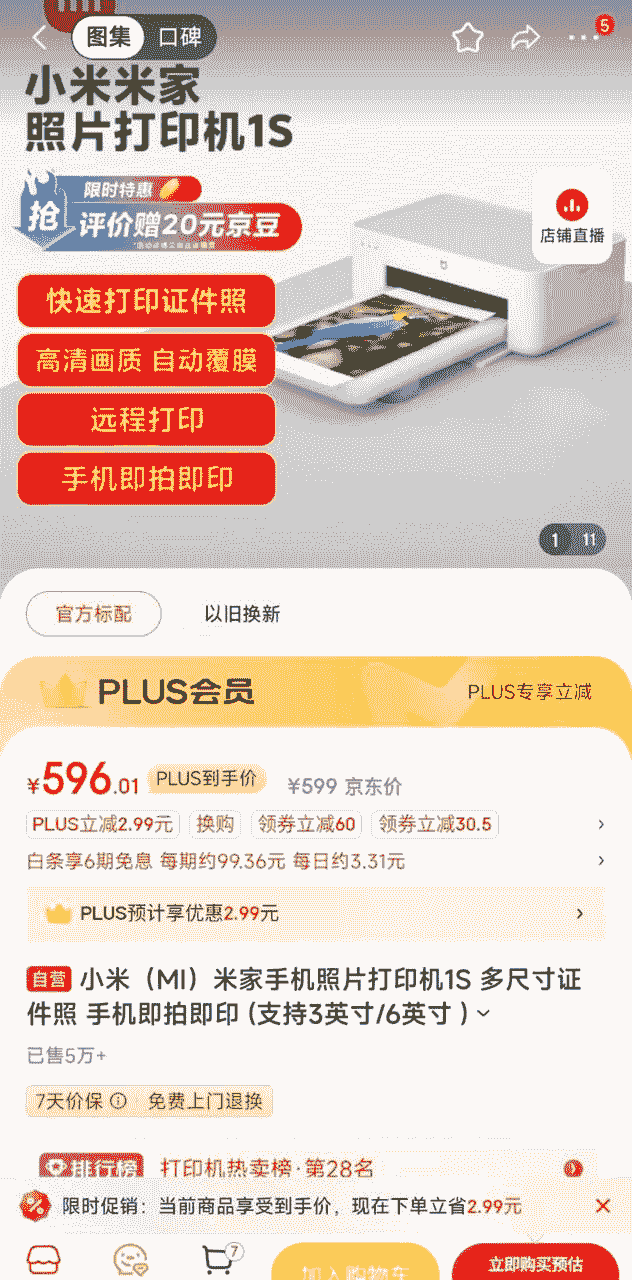 图集 口碑
5
小米米家
照片打印机1S
限时特惠
抢
评价赠20元京豆
店铺直播
快速打印证件照
高清画质 自动覆膜
远程打印
手机即拍即印
1 11
官方标配 以旧换新
PLUS会员 PLUS专享立减
¥596.01 PLUS到手价 ¥599 京东价
PLUS立减2.99元 换购 领券立减60 领券立减30.5
白条享6期免息 每期约99.36元 每日约3.31元
PLUS预计享优惠2.99元
自营 小米（MI）米家手机照片打印机1S 多尺寸证
件照 手机即拍即印 (支持3英寸/6英寸 )
已售5万+
7天价保 免费上门退换
排行榜 打印机热卖榜·第28名
限时促销：当前商品享受到手价，现在下单立省2.99元
7
加入购物车
立即购买预估